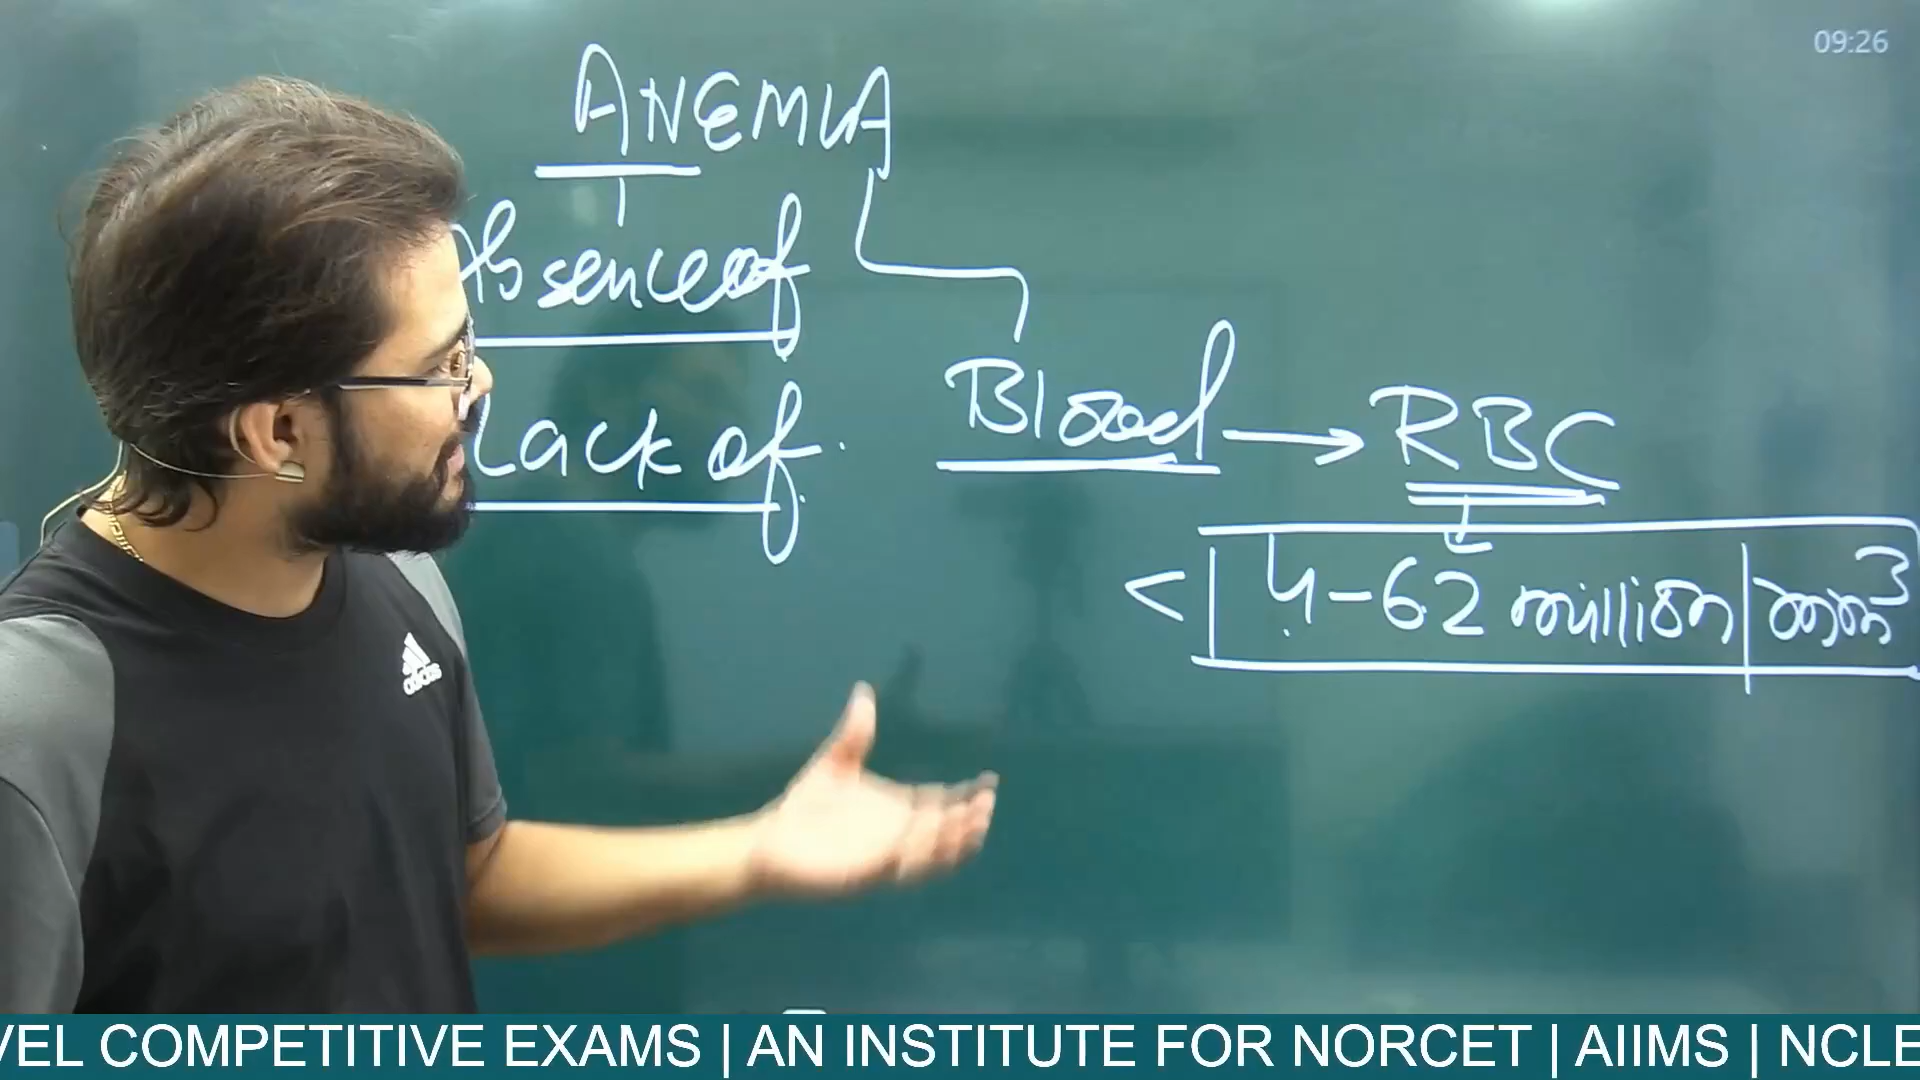 09:26
ANEMIA
Absence of
Lack of
Blood → RBC
< 4-6.2 million/mm³
adidas
VEL COMPETITIVE EXAMS | AN INSTITUTE FOR NORCET | AIIMS | NCLE